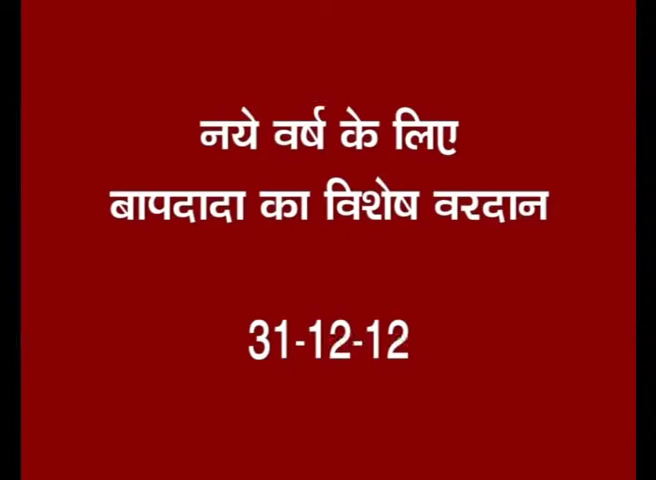 नये वर्ष के लिए
बापदादा का विशेष वरदान
31-12-12